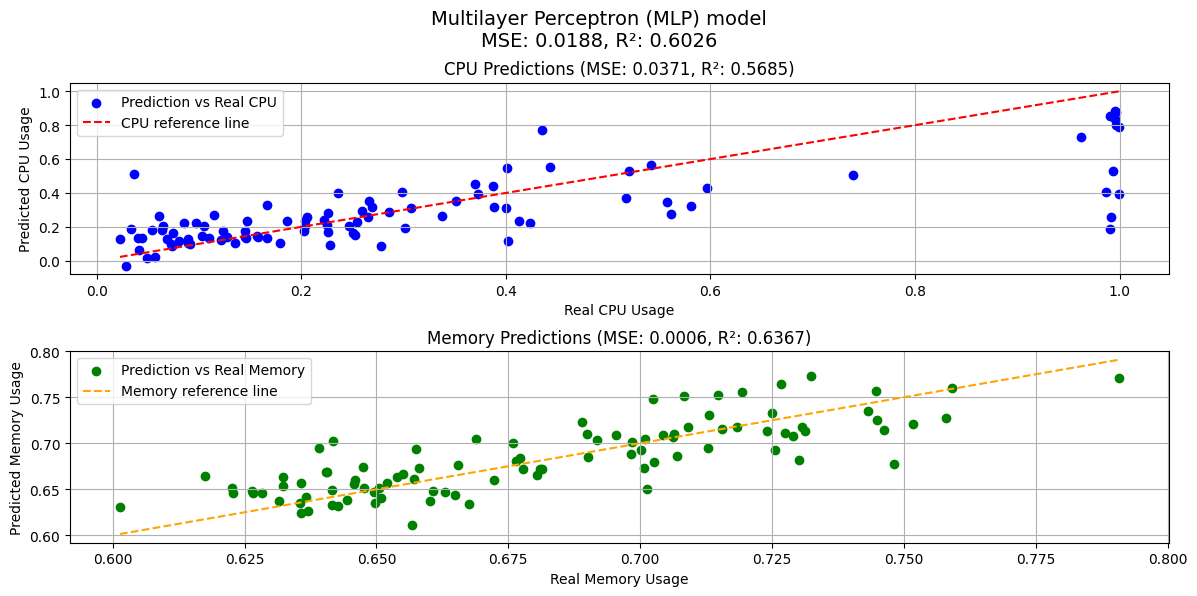 Multilayer Perceptron (MLP) model
MSE: 0.0188, R²: 0.6026
CPU Predictions (MSE: 0.0371, R²: 0.5685)
Prediction vs Real CPU
CPU reference line
Predicted CPU Usage
1.0
0.8
0.6
0.4
0.2
0.0
0.0 0.2 0.4 0.6 0.8 1.0
Real CPU Usage
Memory Predictions (MSE: 0.0006, R²: 0.6367)
Prediction vs Real Memory
Memory reference line
Predicted Memory Usage
0.80
0.75
0.70
0.65
0.60
0.600 0.625 0.650 0.675 0.700 0.725 0.750 0.775 0.800
Real Memory Usage